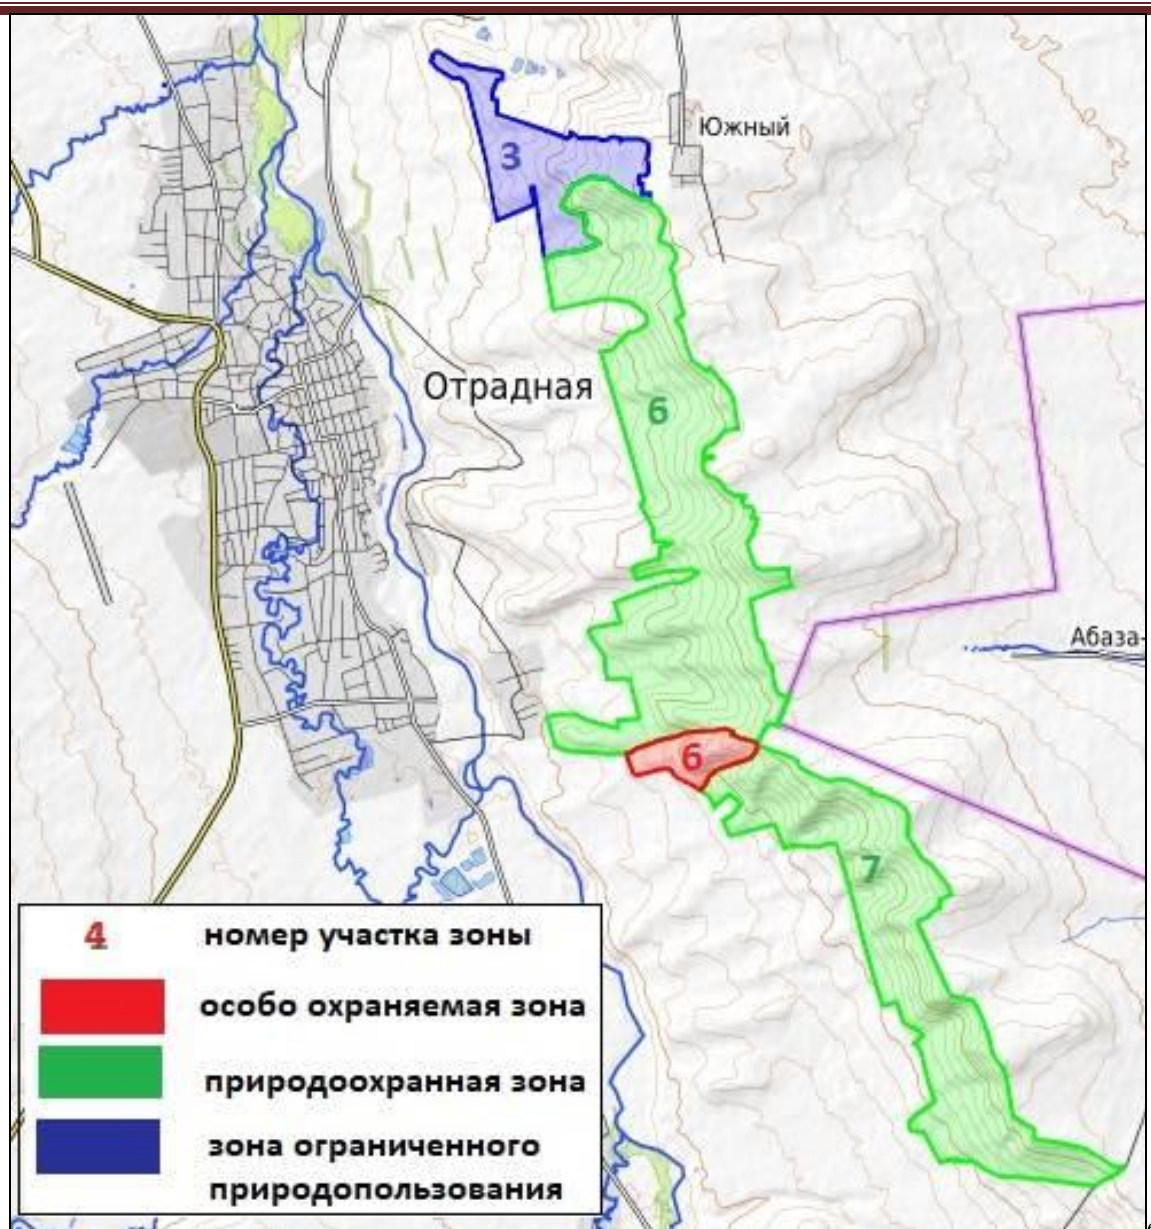 Южный
3
Отрадная
6
Абаза-
6
7
4 номер участка зоны
особо охраняемая зона
природоохранная зона
зона ограниченного
природопользования